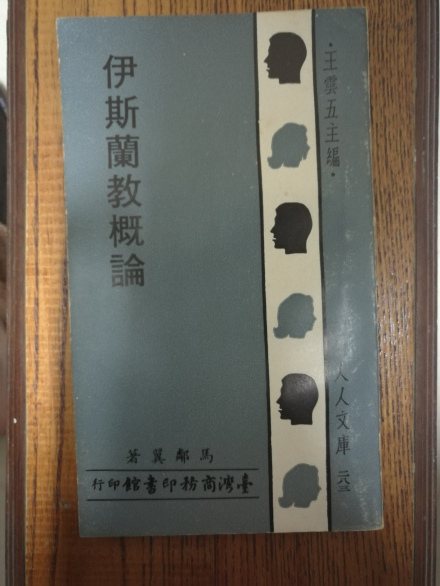 ·王雲五主編·
人人文庫
伊斯蘭教概論
馬鄰翼著
臺灣商務印書館印行